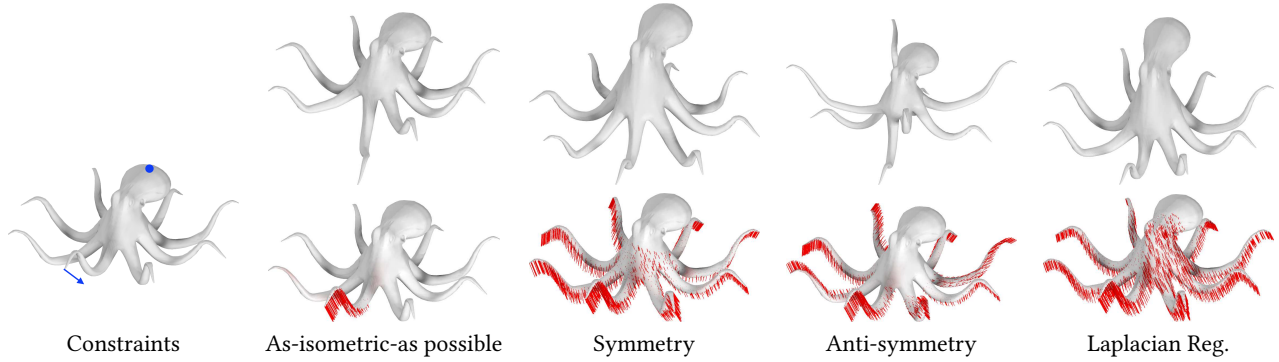 Constraints
As-isometric-as possible
Symmetry
Anti-symmetry
Laplacian Reg.